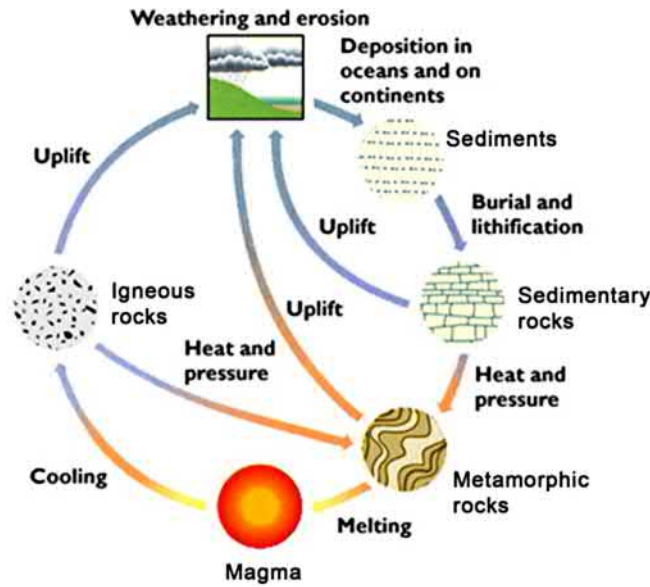 Weathering and erosion
Deposition in
oceans and on
continents
Sediments
Uplift
Burial and
lithification
Uplift
Igneous
rocks
Uplift
Sedimentary
rocks
Heat and
pressure
Heat and
pressure
Cooling
Metamorphic
rocks
Melting
Magma